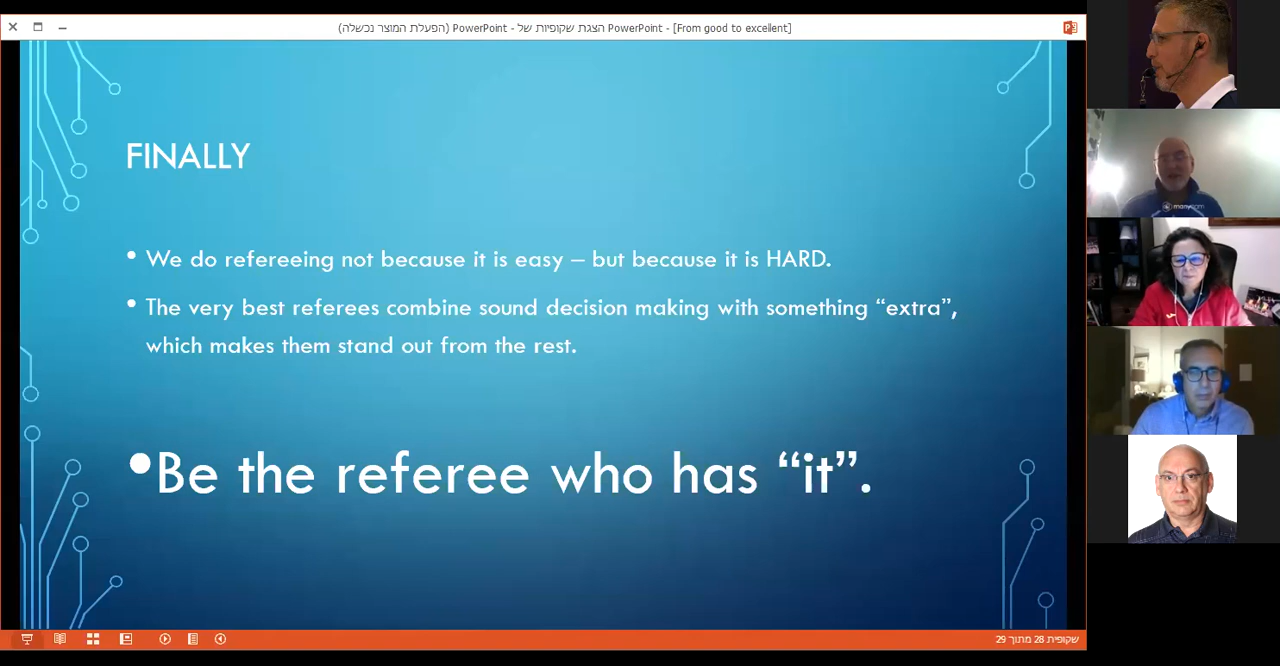 הצגת שקופיות של PowerPoint - [From good to excellent] - PowerPoint (הפעלת המוצר נכשלה)
FINALLY
• We do refereeing not because it is easy – but because it is HARD.
• The very best referees combine sound decision making with something “extra”,
which makes them stand out from the rest.
• Be the referee who has “it”.
שקופית 28 מתוך 29
manycam